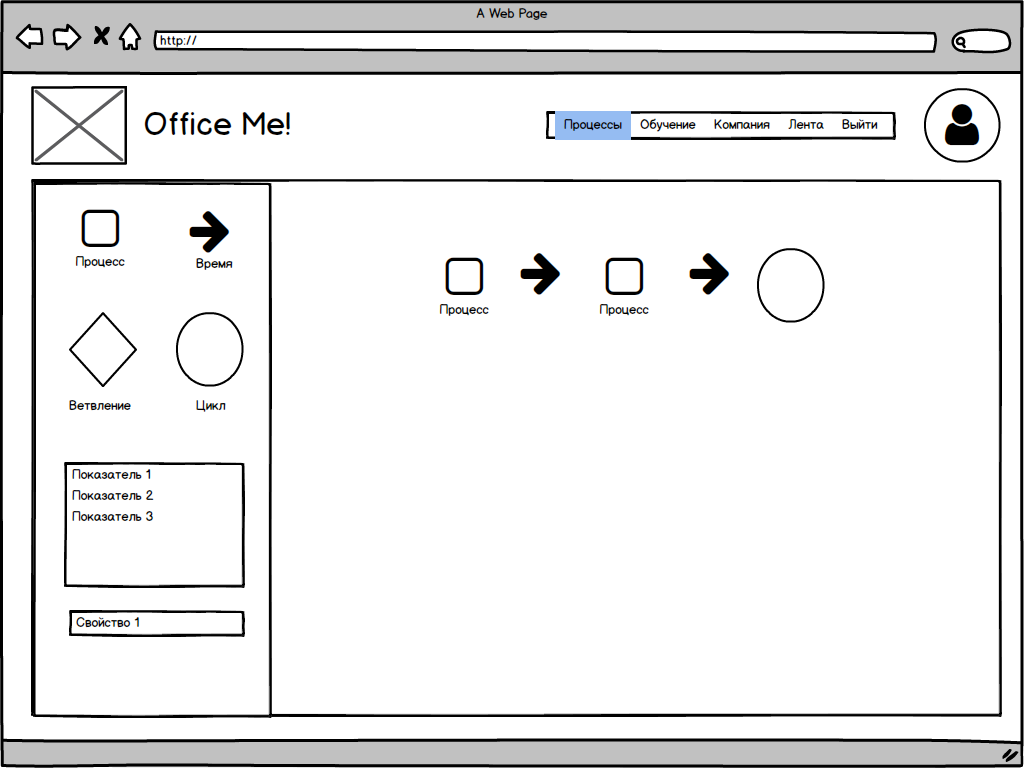 A Web Page
http://
Office Me!
Процессы Обучение Компания Лента Выйти
Процесс Время
Процесс Процесс
Ветвление Цикл
Показатель 1
Показатель 2
Показатель 3
Свойство 1